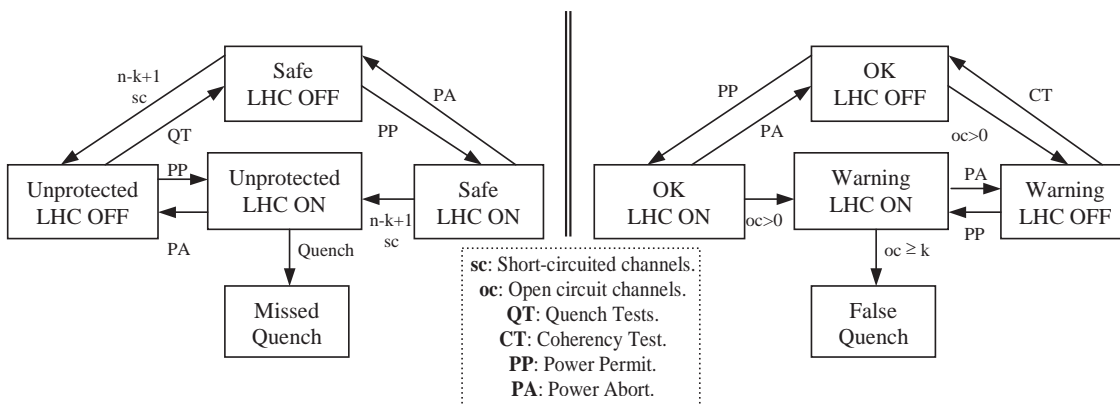 Safe
LHC OFF
n-k+1
sc
QT
PA
PP
Unprotected
LHC OFF
PP
PA
Unprotected
LHC ON
n-k+1
sc
Safe
LHC ON
Quench
Missed
Quench
OK
LHC OFF
PP
PA
CT
oc>0
OK
LHC ON
oc>0
Warning
LHC ON
PA
PP
Warning
LHC OFF
oc ≥ k
False
Quench
sc: Short-circuited channels.
oc: Open circuit channels.
QT: Quench Tests.
CT: Coherency Test.
PP: Power Permit.
PA: Power Abort.